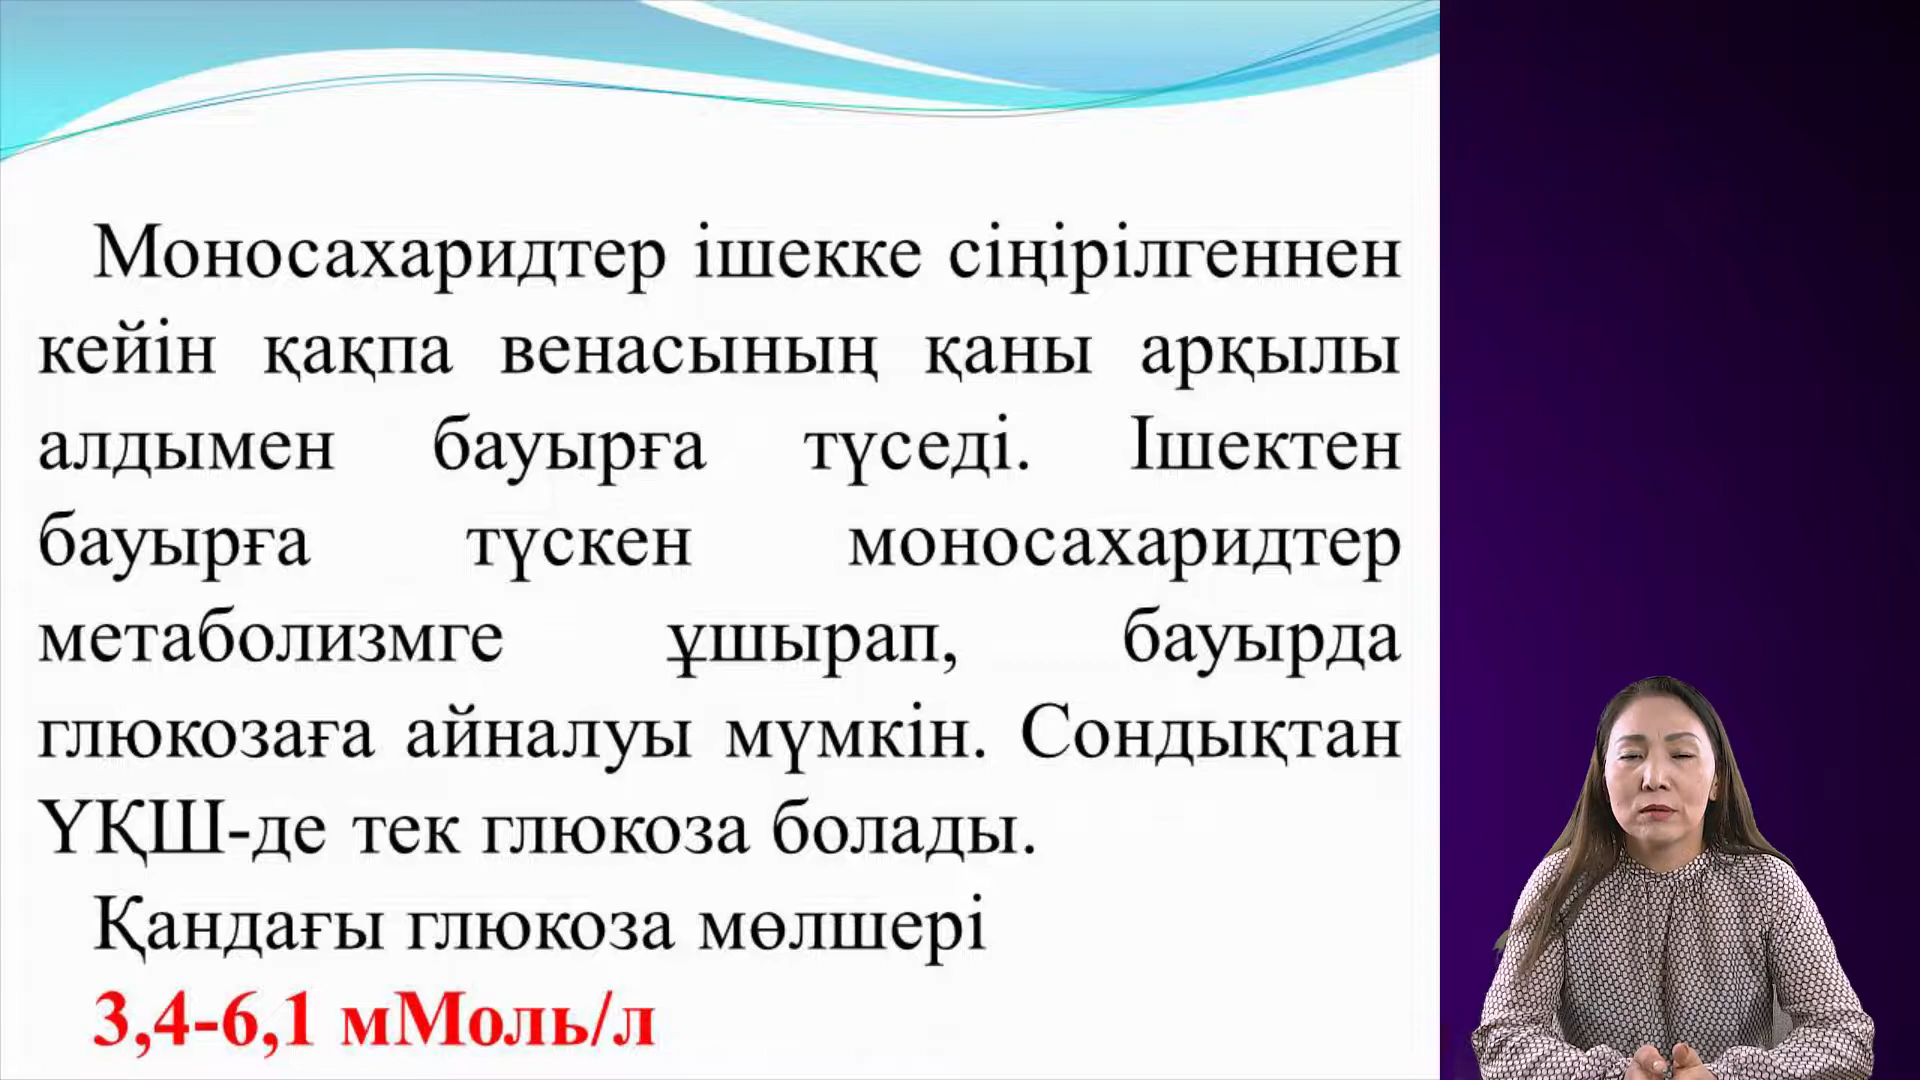 Моносахаридтер ішекке сіңірілгеннен
кейін қақпа венасының қаны арқылы
алдымен бауырға түседі. Ішектен
бауырға түскен моносахаридтер
метаболизмге ұшырап, бауырда
глюкозаға айналуы мүмкін. Сондықтан
ҮҚШ-де тек глюкоза болады.
Қандағы глюкоза мөлшері
3,4-6,1 мМоль/л